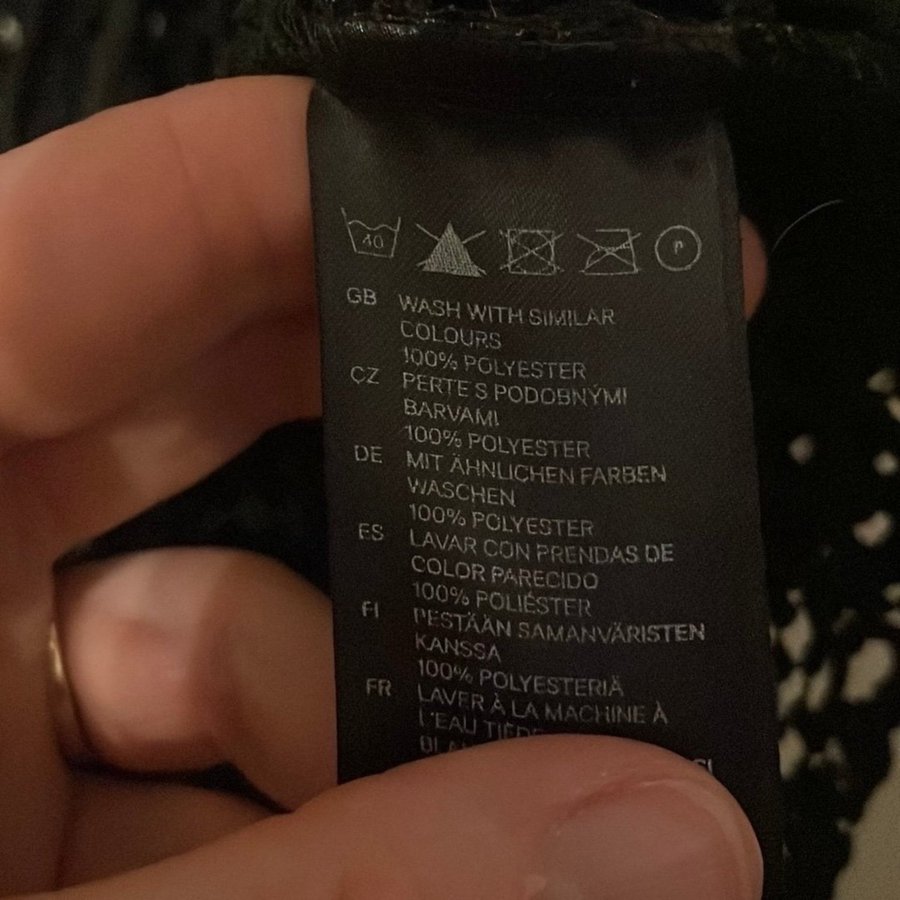 40 P
GB WASH WITH SIMILAR
COLOURS
100% POLYESTER
CZ PERTE S PODOBNÝMI
BARVAMI
100% POLYESTER
DE MIT ÄHNLICHEN FARBEN
WASCHEN
100% POLYESTER
ES LAVAR CON PRENDAS DE
COLOR PARECIDO
100% POLIÉSTER
FI PESTÄÄN SAMANVÄRISTEN
KANSSA
100% POLYESTERIÄ
FR LAVER À LA MACHINE À
L'EAU